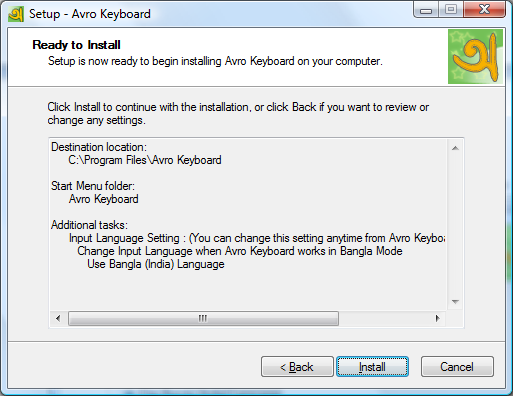 Setup - Avro Keyboard
Ready to Install
Setup is now ready to begin installing Avro Keyboard on your computer.
অ
Click Install to continue with the installation, or click Back if you want to review or
change any settings.
Destination location:
C:\Program Files\Avro Keyboard
Start Menu folder:
Avro Keyboard
Additional tasks:
Input Language Setting : (You can change this setting anytime from Avro Keyboa
Change Input Language when Avro Keyboard works in Bangla Mode
Use Bangla (India) Language
< Back Install Cancel